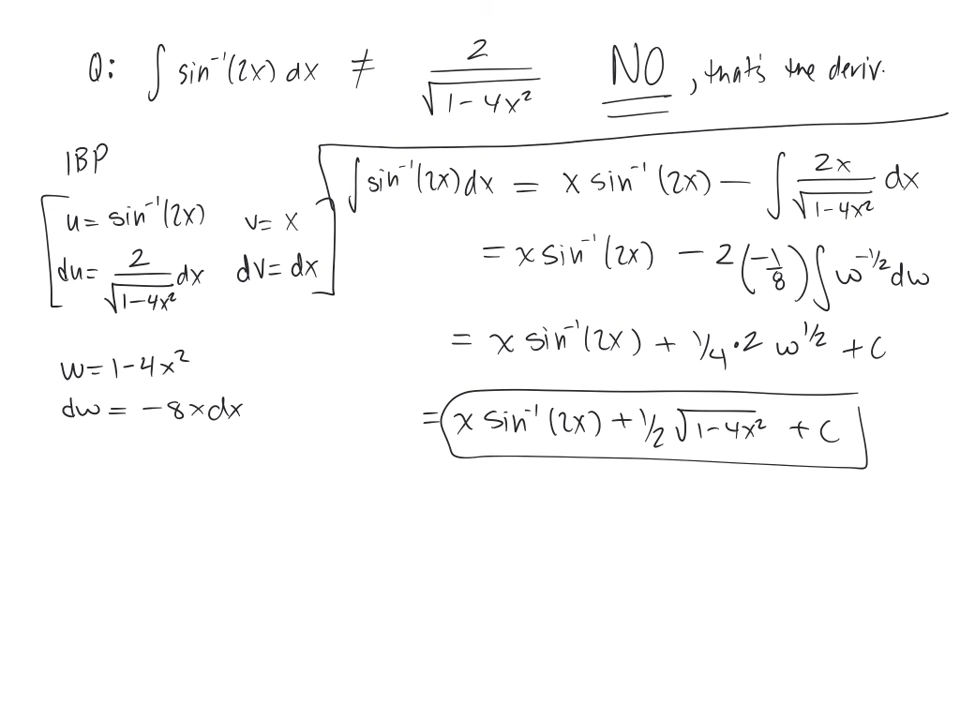 Q: ∫ sin⁻¹(2x) dx ≠ 2/√(1-4x²) NO, that's the deriv.
IBP
u = sin⁻¹(2x) v = x
du = 2/√(1-4x²) dx dv = dx
w = 1-4x²
dw = -8xdx
∫ sin⁻¹(2x) dx = x sin⁻¹(2x) - ∫ 2x/√(1-4x²) dx
= x sin⁻¹(2x) - 2(-1/8) ∫ w^(-1/2) dw
= x sin⁻¹(2x) + 1/4 · 2 w^(1/2) + C
= x sin⁻¹(2x) + 1/2 √(1-4x²) + C